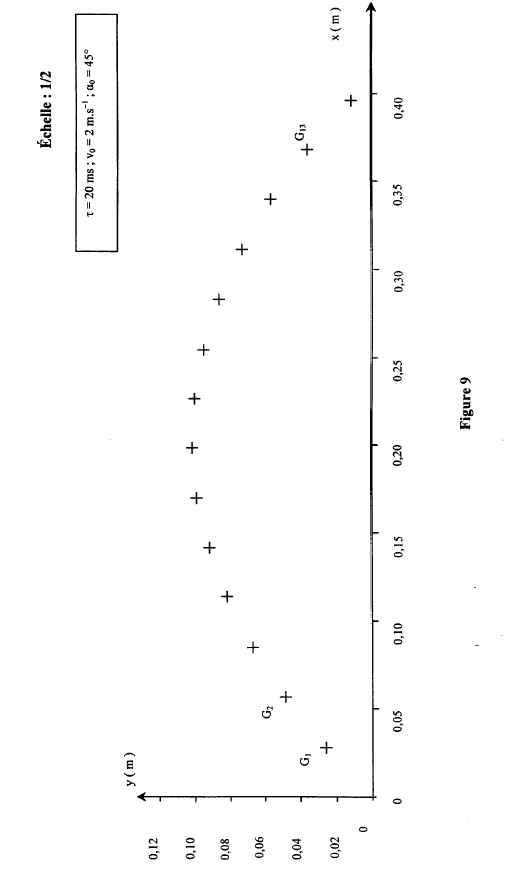 Échelle : 1/2
τ = 20 ms ; v₀ = 2 m.s⁻¹ ; α₀ = 45°
y ( m )
0,12
0,10
0,08
0,06
0,04
0,02
0
G₁
G₂
G₁₃
0
0,05
0,10
0,15
0,20
0,25
0,30
0,35
0,40
x ( m )
Figure 9